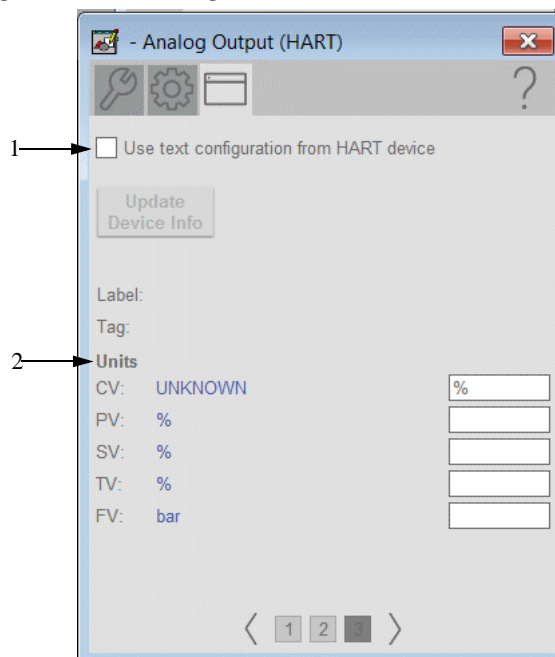 - Analog Output (HART)
?
1 Use text configuration from HART device
Update
Device Info
Label:
Tag:
2 Units
CV: UNKNOWN %
PV: %
SV: %
TV: %
FV: bar
1 2 3